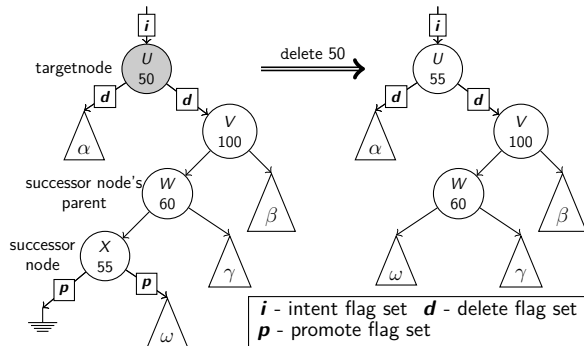 i
i
targetnode
U
50
delete 50
U
55
d
d
d
d
α
V
100
α
V
100
successor node's
parent
W
60
β
W
60
β
successor
node
X
55
γ
ω
γ
p
p
ω
i - intent flag set d - delete flag set
p - promote flag set